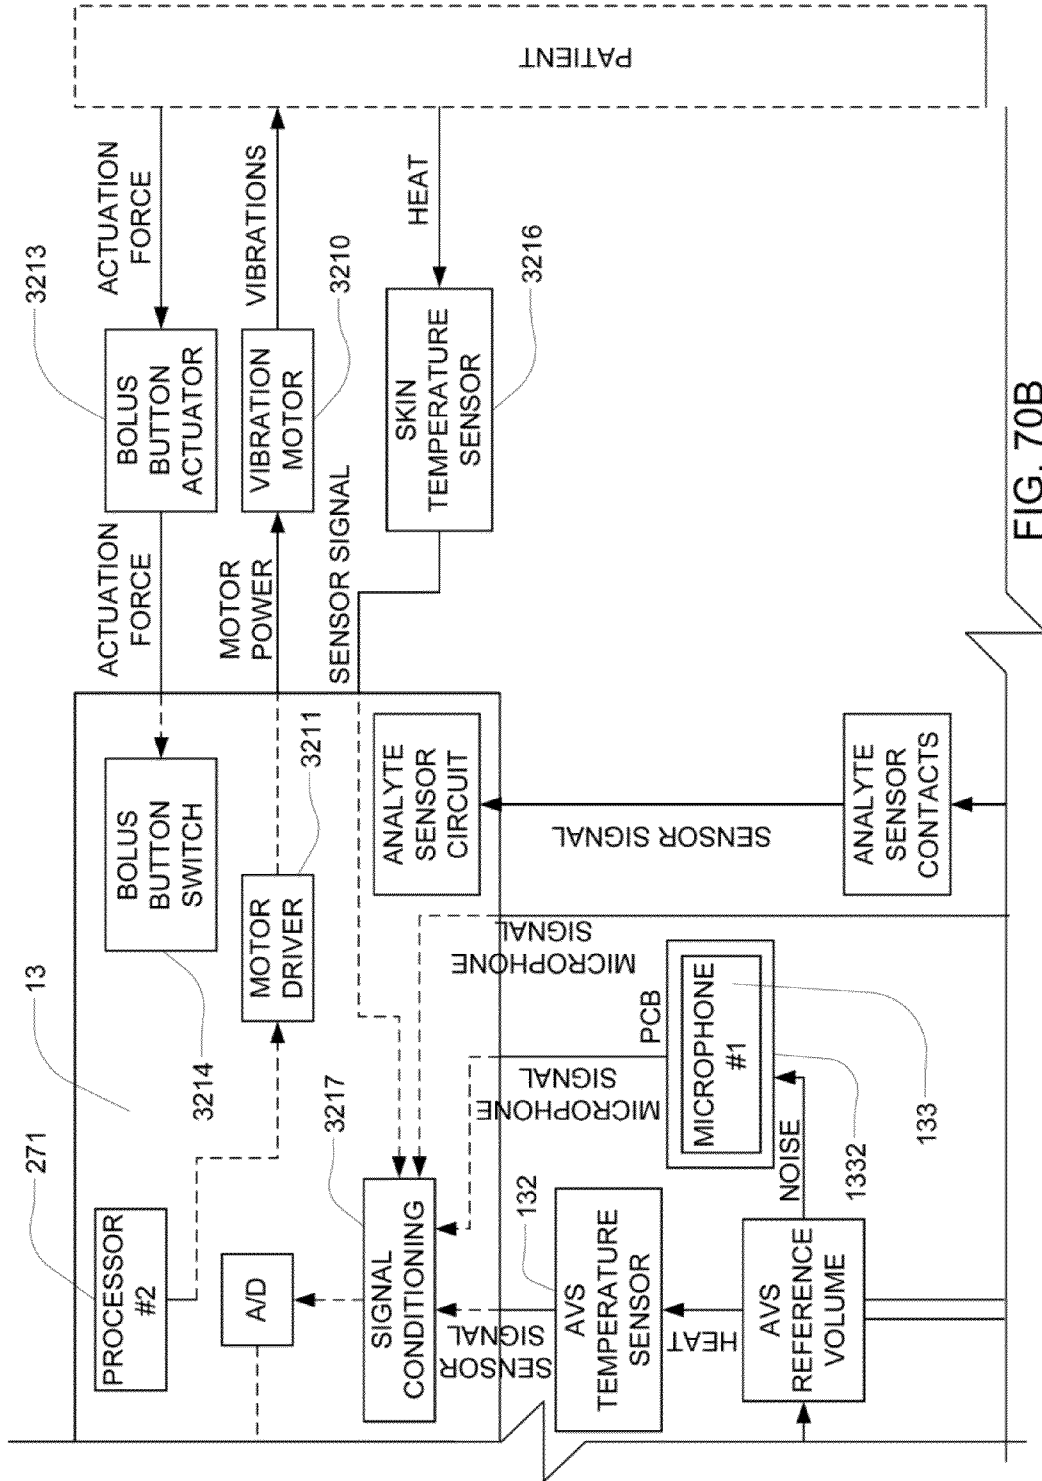 PATIENT
ACTUATION
FORCE
VIBRATIONS
HEAT
3213
3210
3216
BOLUS
BUTTON
ACTUATOR
VIBRATION
MOTOR
SKIN
TEMPERATURE
SENSOR
ACTUATION
FORCE
MOTOR
POWER
SENSOR SIGNAL
BOLUS
BUTTON
SWITCH
3214
3211
MOTOR
DRIVER
ANALYTE
SENSOR
CIRCUIT
SENSOR SIGNAL
ANALYTE
SENSOR
CONTACTS
13
271
PROCESSOR
#2
A/D
3217
SIGNAL
CONDITIONING
MICROPHONE
SIGNAL
MICROPHONE
SIGNAL
PCB
MICROPHONE
#1
133
1332
NOISE
SENSOR
SIGNAL
132
AVS
TEMPERATURE
SENSOR
HEAT
AVS
REFERENCE
VOLUME
FIG. 70B